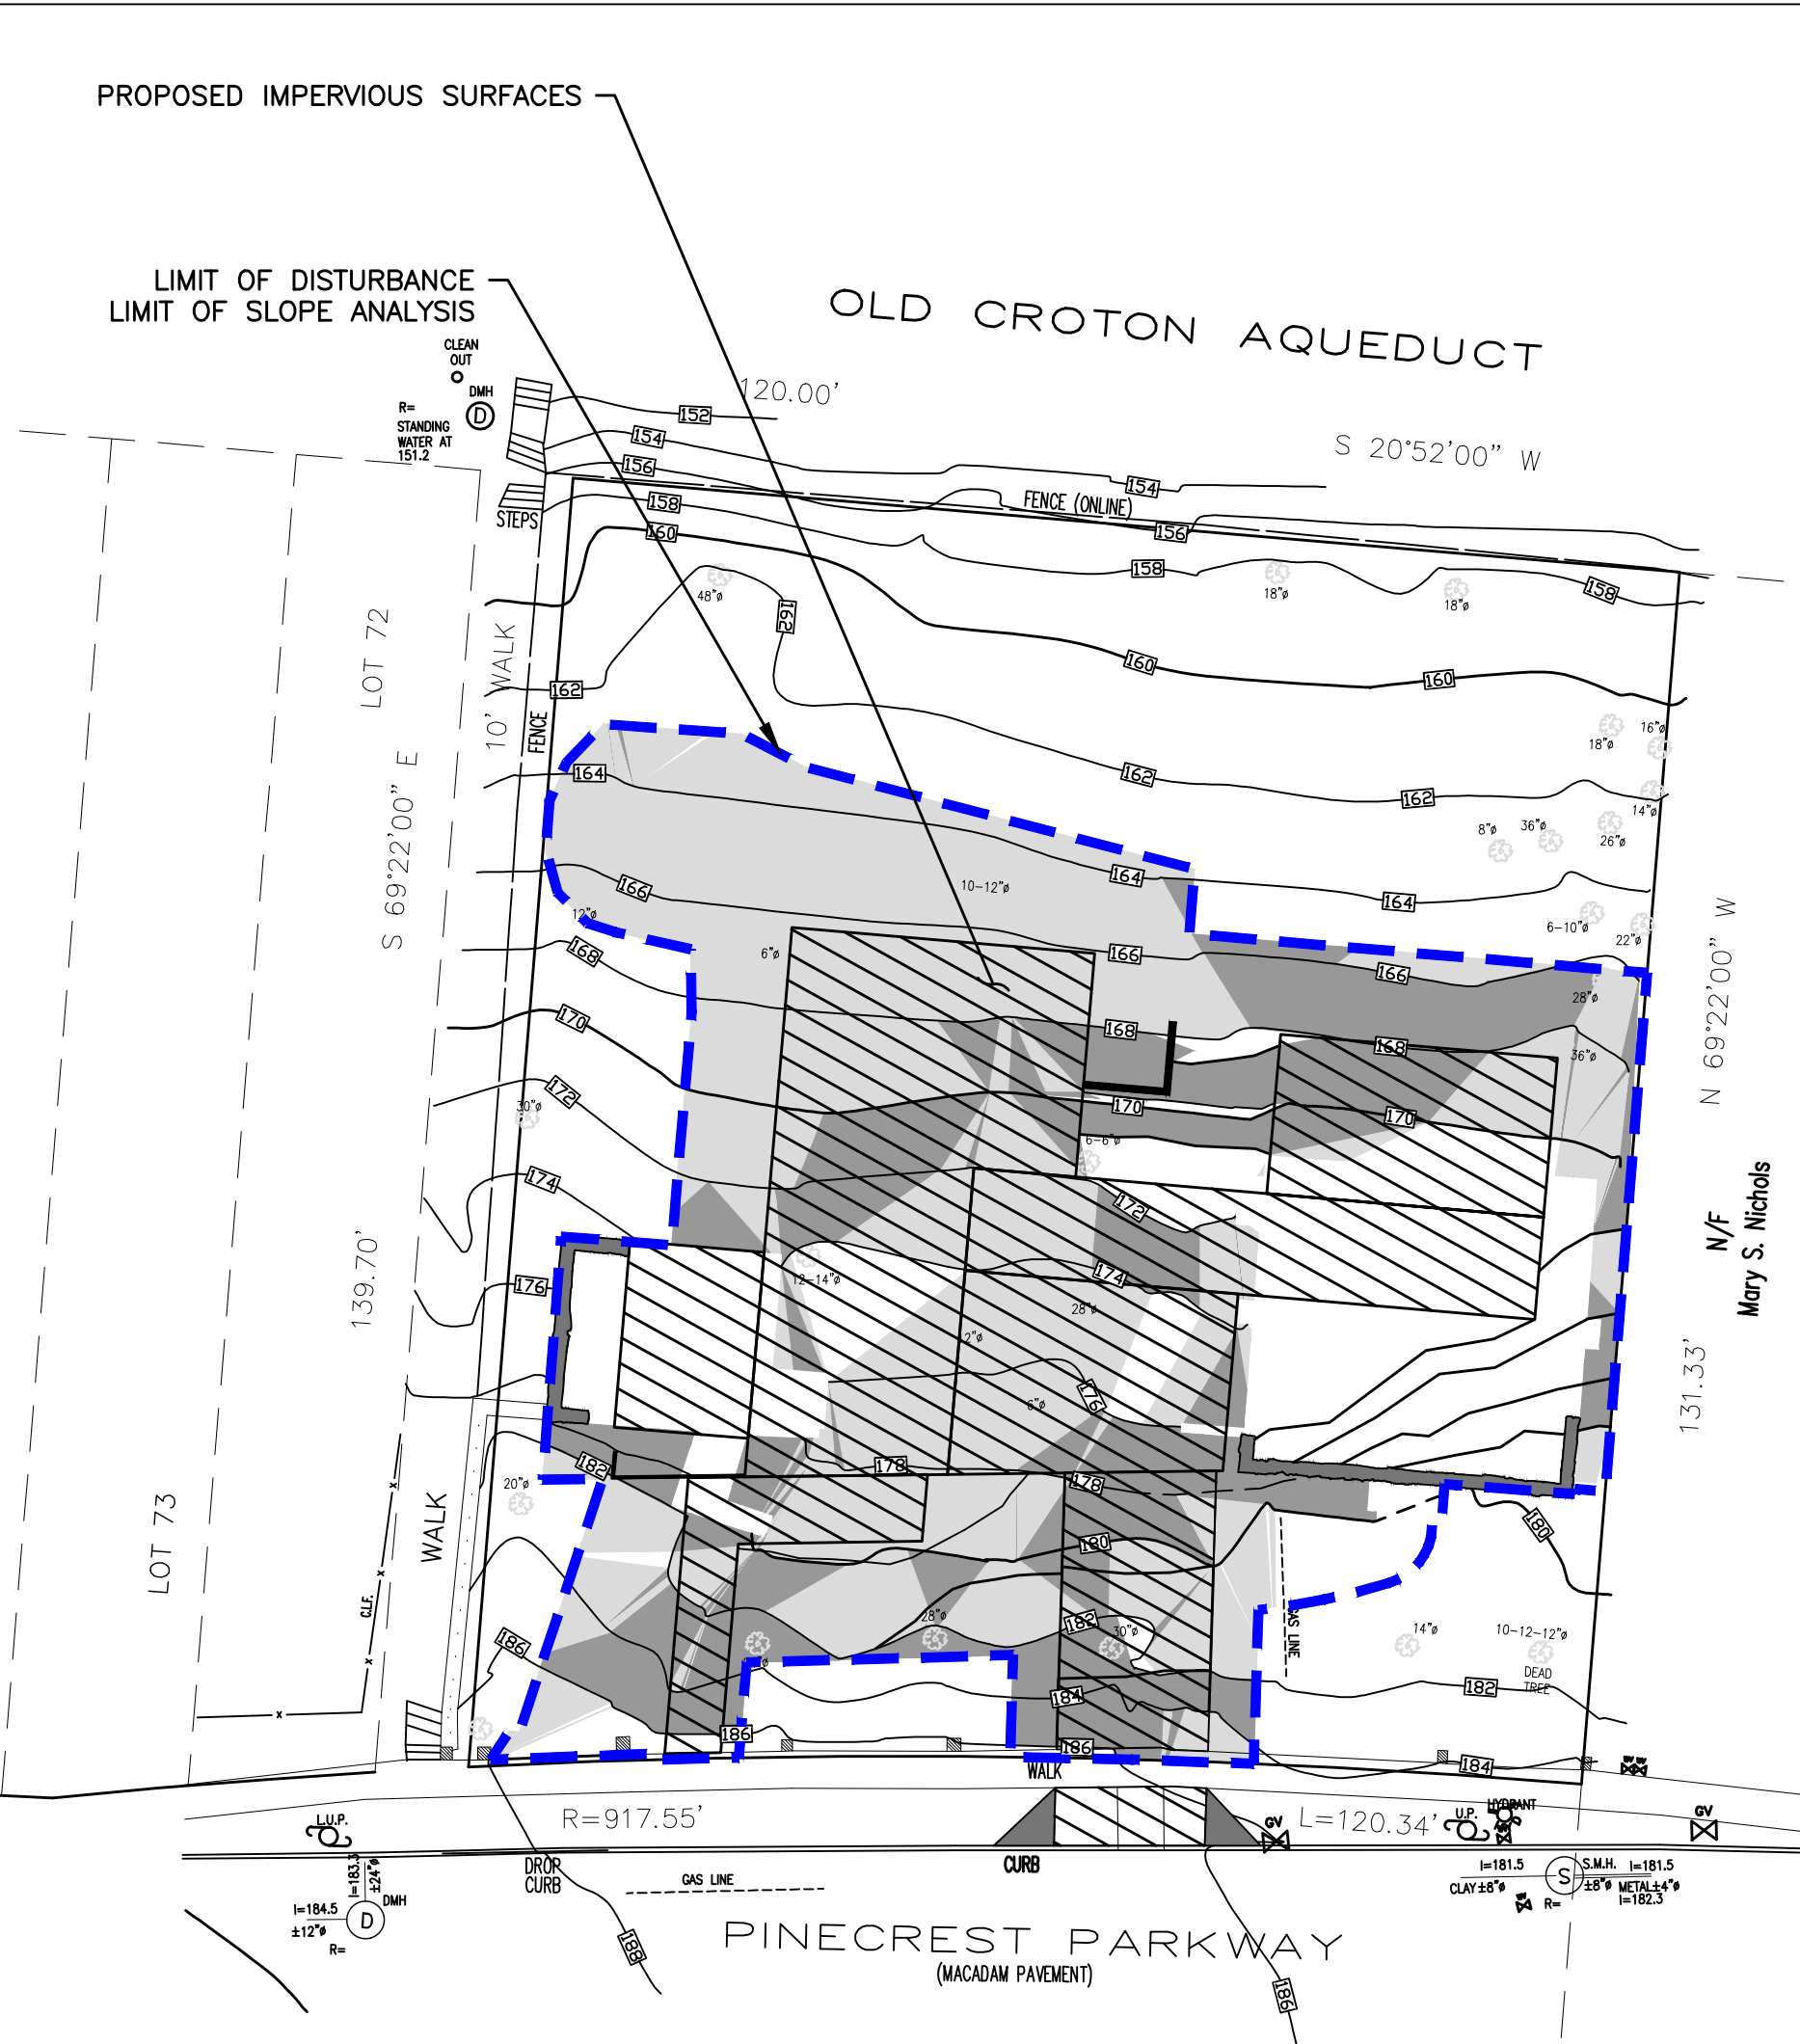 PROPOSED IMPERVIOUS SURFACES
LIMIT OF DISTURBANCE
LIMIT OF SLOPE ANALYSIS
OLD CROTON AQUEDUCT
CLEAN
OUT
DMH
D
R=
STANDING
WATER AT
151.2
120.00'
S 20°52'00" W
152
154
156
154
FENCE (ONLINE)
STEPS
158
160
156
158
158
48"ø
18"ø
18"ø
162
LOT 72
10' WALK
160
160
162
FENCE
16"ø
18"ø
164
162
162
14"ø
S 69°22'00" E
8"ø
36"ø
26"ø
166
10-12"ø
164
164
12"ø
6-10"ø
22"ø
N 69°22'00" W
168
6"ø
166
166
28"ø
170
168
168
36"ø
172
30"ø
170
170
6-6"ø
174
172
N/F
Mary S. Nichols
139.70'
176
12-14"ø
174
28"ø
2"ø
131.33'
176
6"ø
182
178
178
20"ø
180
180
LOT 73
WALK
C.L.F.
x
x
x
x
186
28"ø
182
30"ø
GAS LINE
14"ø
10-12-12"ø
DEAD
TREE
182
184
186
186
184
WALK
R=917.55'
L=120.34'
L.U.P.
GV
U.P.
HYDRANT
GV
DROP
CURB
CURB
GAS LINE
I=183.3
±24"ø
DMH
I=184.5
±12"ø
D
R=
I=181.5
CLAY±8"ø
S
S.M.H.
I=181.5
±8"ø
METAL±4"ø
I=182.3
R=
188
PINECREST PARKWAY
(MACADAM PAVEMENT)
186